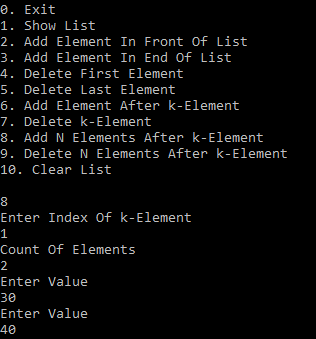 0. Exit
1. Show List
2. Add Element In Front Of List
3. Add Element In End Of List
4. Delete First Element
5. Delete Last Element
6. Add Element After k-Element
7. Delete k-Element
8. Add N Elements After k-Element
9. Delete N Elements After k-Element
10. Clear List
8
Enter Index Of k-Element
1
Count Of Elements
2
Enter Value
30
Enter Value
40